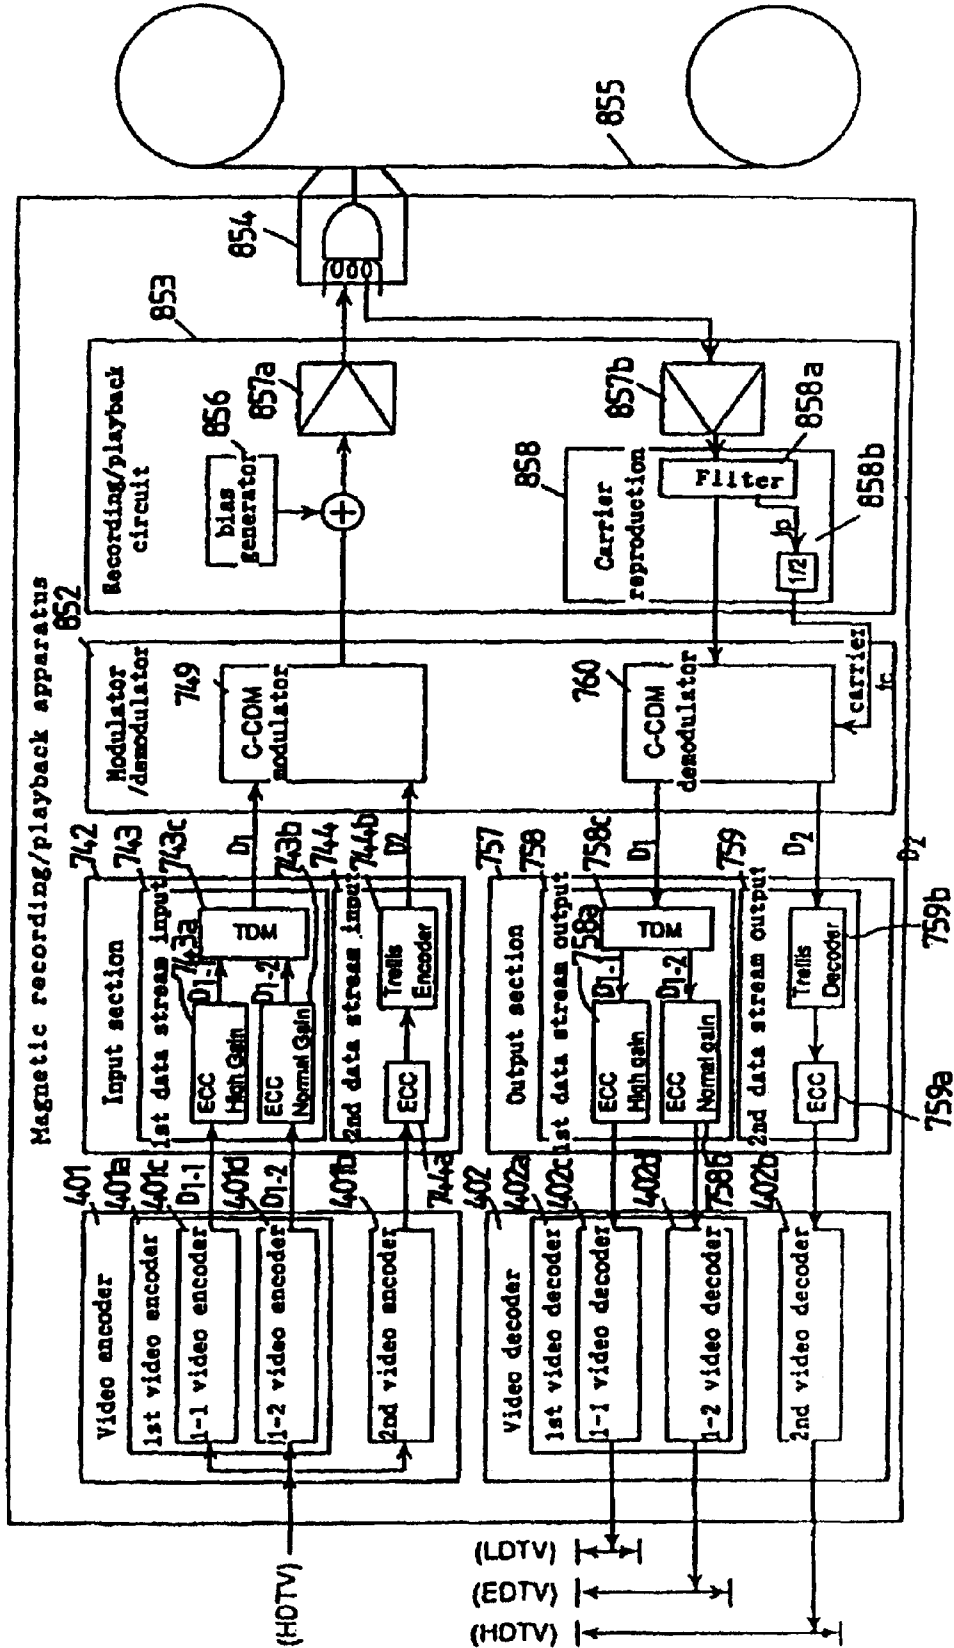 Magnetic recording/playback apparatus
852
853
854
855
(HDTV)
401
Video encoder
401a
1st video encoder
401c
1-1 video encoder
D1-1
401d
1-2 video encoder
D1-2
401b
2nd video encoder
742
Input section
743
1st data stream input
743a
743c
ECC
High Gain
D1-1
ECC
Normal Gain
D1-2
TDM
743b
D1
744
2nd data stream input
744a
ECC
744b
Trellis
Encoder
D2
Modulator
/demodulator
749
C-CDM
modulator
Recording/playback
circuit
856
bias
generator
857a
402
Video decoder
402a
1st video decoder
402c
1-1 video decoder
402d
1-2 video decoder
402b
2nd video decoder
(LDTV)
(EDTV)
(HDTV)
757
Output section
758
1st data stream output
758a
758c
ECC
High gain
D1-1
ECC
Normal gain
D1-2
TDM
758b
D1
759
2nd data stream output
ECC
759a
Trellis
Decoder
759b
D2
D2
760
C-CDM
demodulator
carrier
fc
857b
858
Carrier
reproduction
Filter
858a
1/2
858b